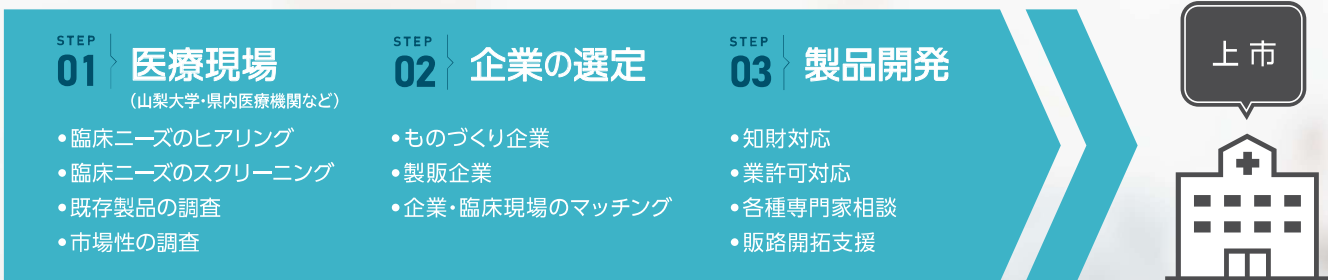 STEP
01
医療現場
(山梨大学・県内医療機関など)
•臨床ニーズのヒアリング
•臨床ニーズのスクリーニング
•既存製品の調査
•市場性の調査
STEP
02
企業の選定
•ものづくり企業
•製販企業
•企業・臨床現場のマッチング
STEP
03
製品開発
•知財対応
•業許可対応
•各種専門家相談
•販路開拓支援
上市